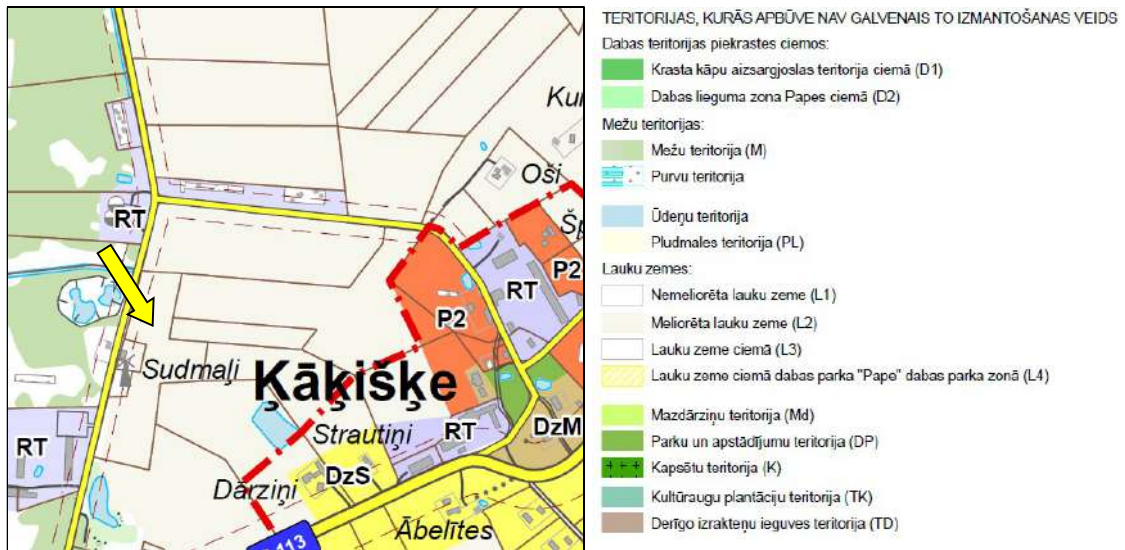 Ku
Oši
Šp
RT
P2
RT
P2
Sudmaļi
Ķāķišķe
Strautiņi
RT
DzM
RT
DzS
Dārziņi
Ābelītes
113
TERITORIJAS, KURĀS APBŪVE NAV GALVENAIS TO IZMANTOŠANAS VEIDS
Dabas teritorijas piekrastes ciemos:
Krasta kāpu aizsargjoslas teritorija ciemā (D1)
Dabas lieguma zona Papes ciemā (D2)
Mežu teritorijas:
Mežu teritorija (M)
Purvu teritorija
Ūdeņu teritorija
Pludmales teritorija (PL)
Lauku zemes:
Nemeliorēta lauku zeme (L1)
Meliorēta lauku zeme (L2)
Lauku zeme ciemā (L3)
Lauku zeme ciemā dabas parka "Pape" dabas parka zonā (L4)
Mazdārziņu teritorija (Md)
Parku un apstādījumu teritorija (DP)
Kapsētu teritorija (K)
Kultūraugu plantāciju teritorija (TK)
Derīgo izrakteņu ieguves teritorija (TD)